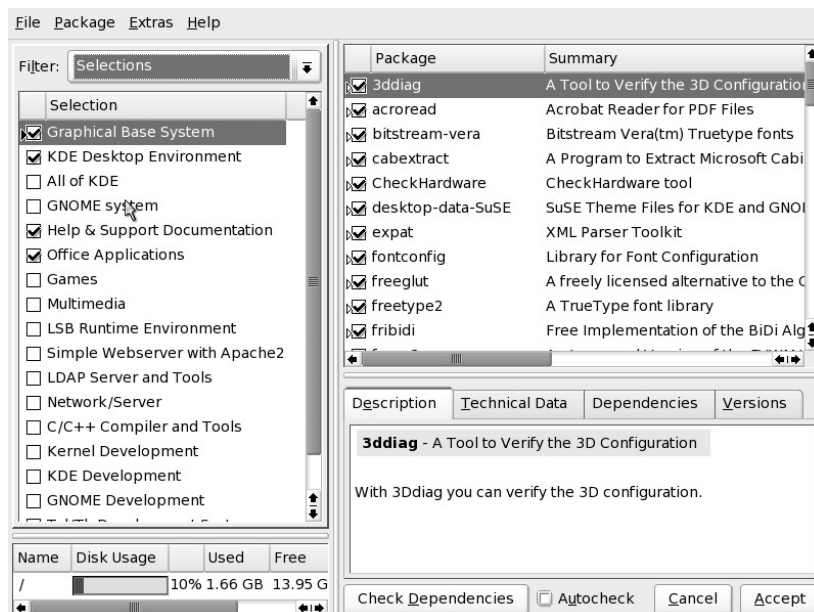 File Package Extras Help
Filter: Selections
Selection
Graphical Base System
KDE Desktop Environment
All of KDE
GNOME system
Help & Support Documentation
Office Applications
Games
Multimedia
LSB Runtime Environment
Simple Webserver with Apache2
LDAP Server and Tools
Network/Server
C/C++ Compiler and Tools
Kernel Development
KDE Development
GNOME Development
Name Disk Usage Used Free
/ 10% 1.66 GB 13.95 G
Package Summary
3ddiag A Tool to Verify the 3D Configuration
acroread Acrobat Reader for PDF Files
bitstream-vera Bitstream Vera(tm) Truetype fonts
cabextract A Program to Extract Microsoft Cabi
CheckHardware CheckHardware tool
desktop-data-SuSE SuSE Theme Files for KDE and GNO
expat XML Parser Toolkit
fontconfig Library for Font Configuration
freeglut A freely licensed alternative to the
freetype2 A TrueType font library
fribidi Free Implementation of the BiDi Alg
Description Technical Data Dependencies Versions
3ddiag - A Tool to Verify the 3D Configuration
With 3Ddiag you can verify the 3D configuration.
Check Dependencies Autocheck Cancel Accept